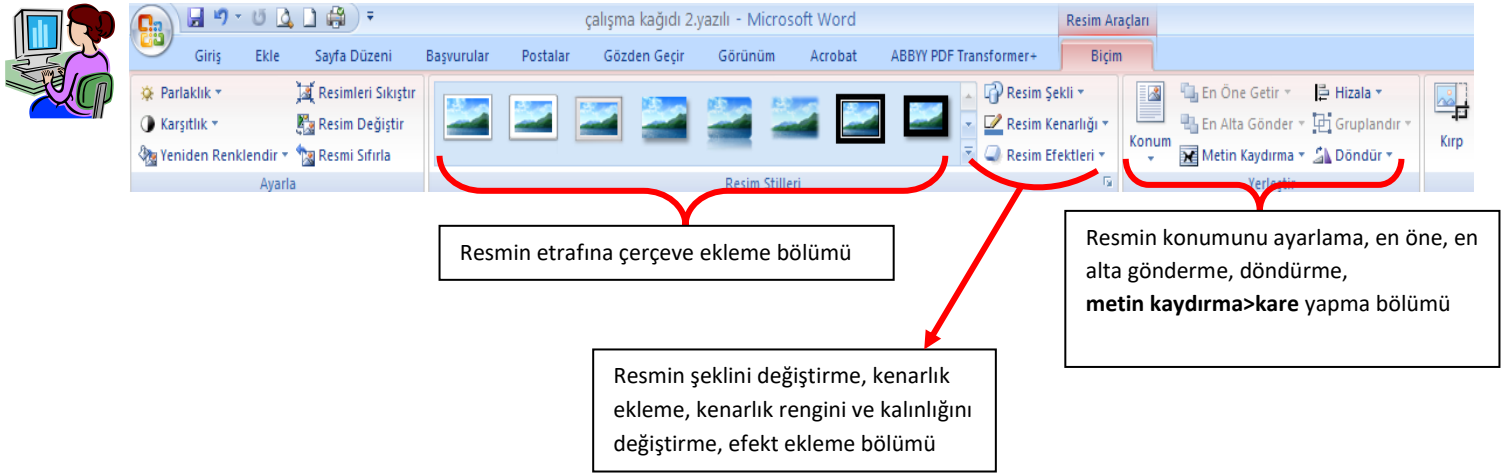 çalışma kağıdı 2.yazılı - Microsoft Word
Resim Araçları
Giriş Ekle Sayfa Düzeni Başvurular Postalar Gözden Geçir Görünüm Acrobat ABBYY PDF Transformer+ Biçim
Parlaklık Resimleri Sıkıştır
Karşıtlık Resim Değiştir
Yeniden Renklendir Resmi Sıfırla
Ayarla
Resim Şekli
Resim Kenarlığı
Resim Efektleri
Resim Stilleri
Konum
En Öne Getir Hizala
En Alta Gönder Gruplandır
Metin Kaydırma Döndür
Yerleştir
Kırp
Resmin etrafına çerçeve ekleme bölümü
Resmin konumunu ayarlama, en öne, en
alta gönderme, döndürme,
metin kaydırma>kare yapma bölümü
Resmin şeklini değiştirme, kenarlık
ekleme, kenarlık rengini ve kalınlığını
değiştirme, efekt ekleme bölümü